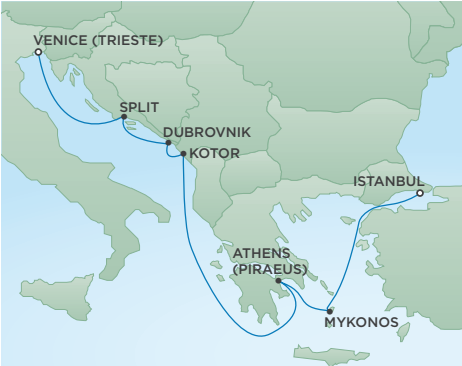 VENICE (TRIESTE)
SPLIT
DUBROVNIK
KOTOR
ISTANBUL
ATHENS
(PIRAEUS)
MYKONOS